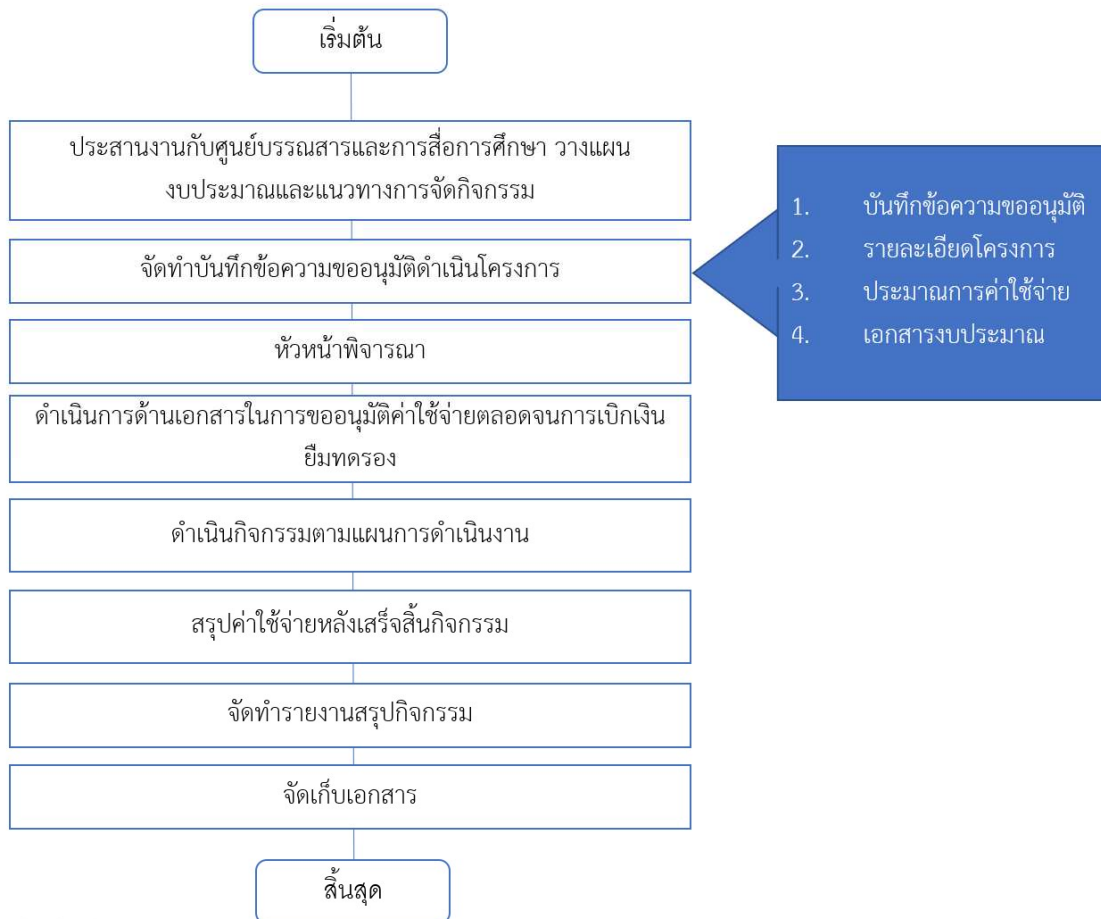 เริ่มต้น
ประสานงานกับศูนย์บรรณสารและการสื่อการศึกษา วางแผน
งบประมาณและแนวทางการจัดกิจกรรม
จัดทำบันทึกข้อความขออนุมัติดำเนินโครงการ
1. บันทึกข้อความขออนุมัติ
2. รายละเอียดโครงการ
3. ประมาณการค่าใช้จ่าย
4. เอกสารงบประมาณ
หัวหน้าพิจารณา
ดำเนินการด้านเอกสารในการขออนุมัติค่าใช้จ่ายตลอดจนการเบิกเงิน
ยืมทดรอง
ดำเนินกิจกรรมตามแผนการดำเนินงาน
สรุปค่าใช้จ่ายหลังเสร็จสิ้นกิจกรรม
จัดทำรายงานสรุปกิจกรรม
จัดเก็บเอกสาร
สิ้นสุด